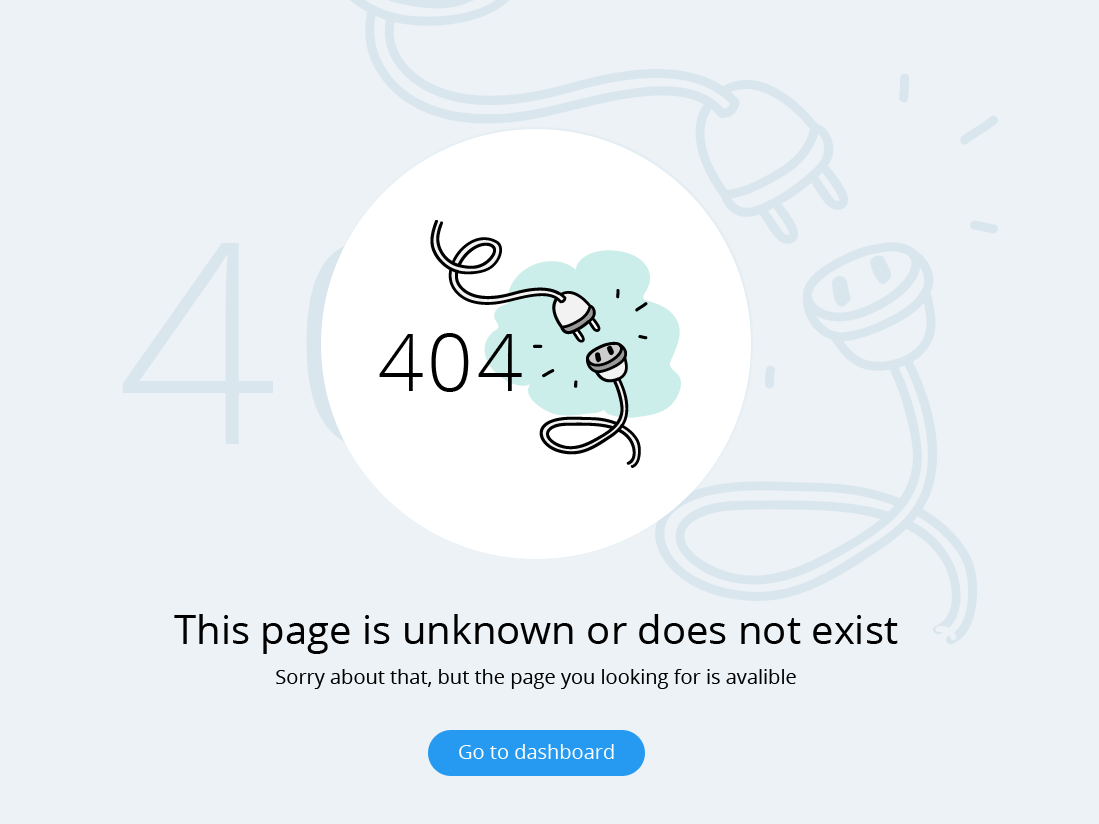 404
This page is unknown or does not exist
Sorry about that, but the page you looking for is avalible
Go to dashboard